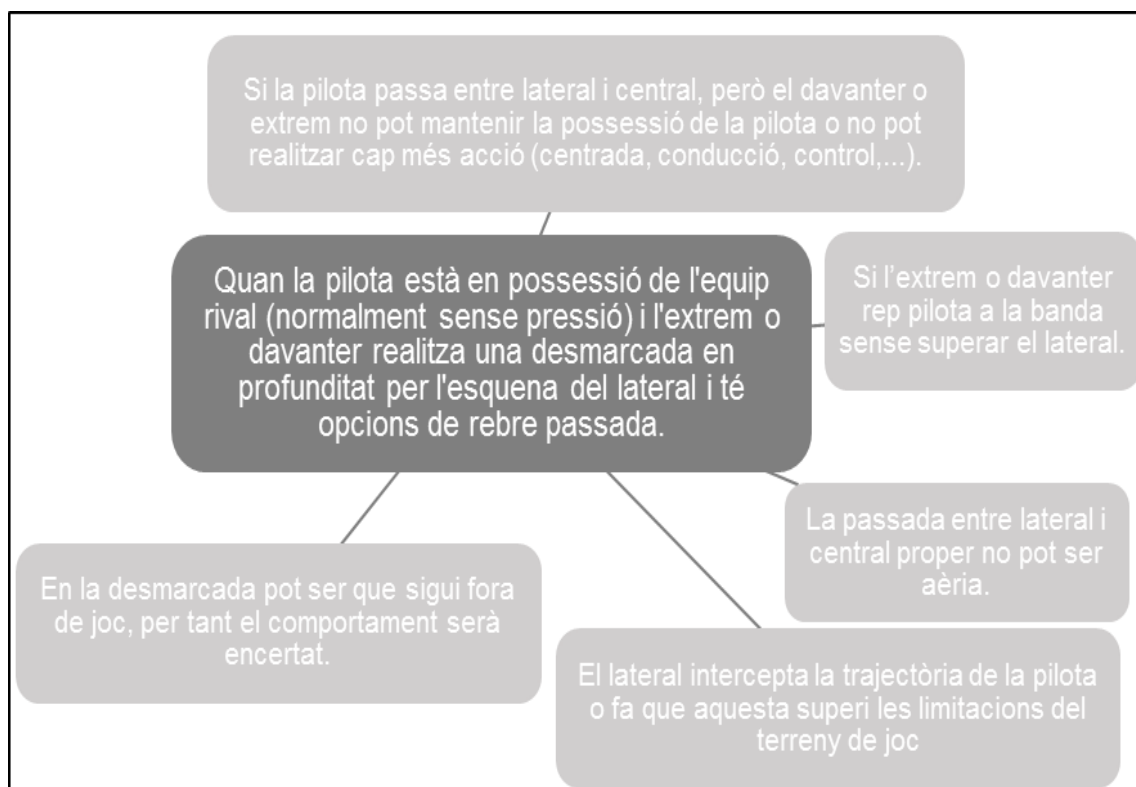 Si la pilota passa entre lateral i central, però el davanter o
extrem no pot mantenir la possessió de la pilota o no pot
realitzar cap més acció (centrada, conducció, control,...).
Quan la pilota està en possessió de l'equip
rival (normalment sense pressió) i l'extrem o
davanter realitza una desmarcada en
profunditat per l'esquena del lateral i té
opcions de rebre passada.
Si l’extrem o davanter
rep pilota a la banda
sense superar el lateral.
La passada entre lateral i
central proper no pot ser
aèria.
En la desmarcada pot ser que sigui fora
de joc, per tant el comportament serà
encertat.
El lateral intercepta la trajectòria de la pilota
o fa que aquesta superi les limitacions del
terreny de joc